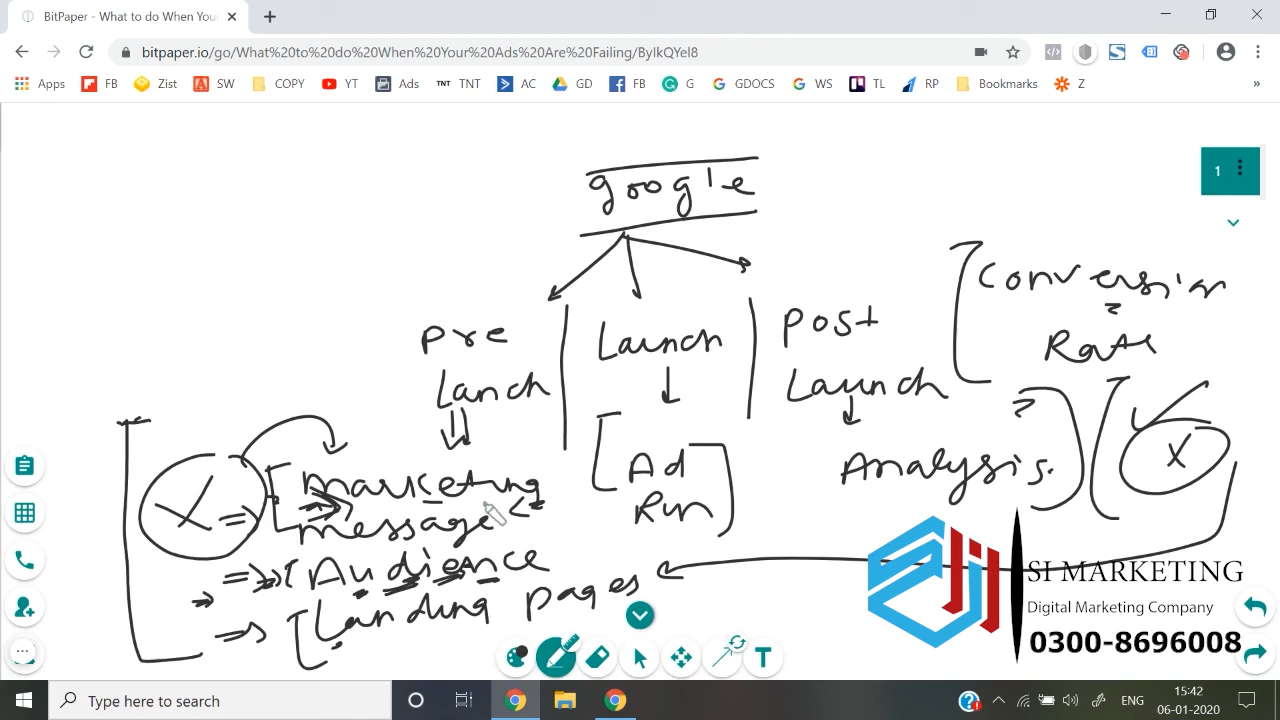 BitPaper - What to do When Your
bitpaper.io/go/What%20to%20do%20When%20Your%20Ads%20Are%20Failing/ByIkQYel8
Apps FB Zist SW COPY YT Ads TNT TNT AC GD FB G GDOCS WS TL RP Bookmarks Z »
1
google
Conversion
Rate
pre
Lanch
Launch
Post
Launch
Ad
Run
Analysis.
X
marketing
message
Audience
Landing pages
SI MARKETING
Digital Marketing Company
0300-8696008
T
Type here to search
ENG
15:42
06-01-2020